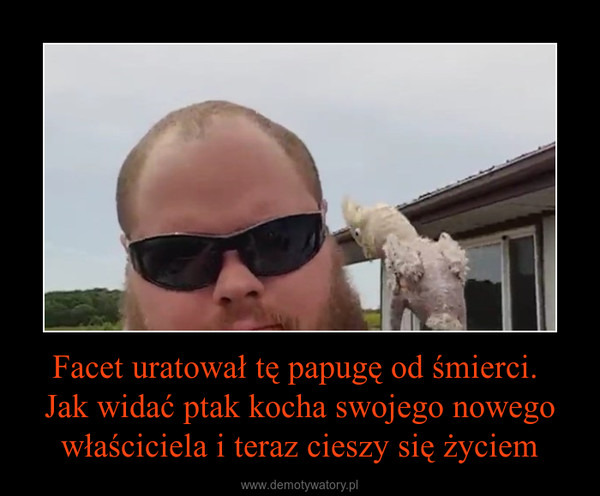 Facet uratował tę papugę od śmierci.
Jak widać ptak kocha swojego nowego
właściciela i teraz cieszy się życiem
www.demotywatory.pl